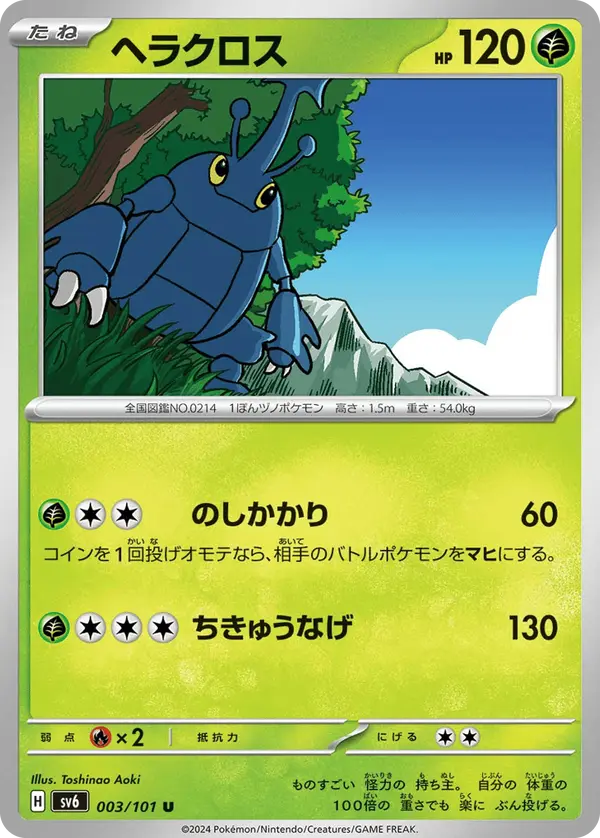 たね ヘラクロス HP 120
全国図鑑NO.0214 1ぽんヅノポケモン 高さ:1.5m 重さ:54.0kg
のしかかり 60
コインを1回投げオモテなら、相手のバトルポケモンをマヒにする。
ちきゅうなげ 130
弱点 ×2 抵抗力 にげる
Illus. Toshinao Aoki
H sv6 003/101 U
ものすごい 怪力の 持ち主。 自分の 体重の
100倍の 重さでも 楽に ぶん投げる。
©2024 Pokémon/Nintendo/Creatures/GAME FREAK.